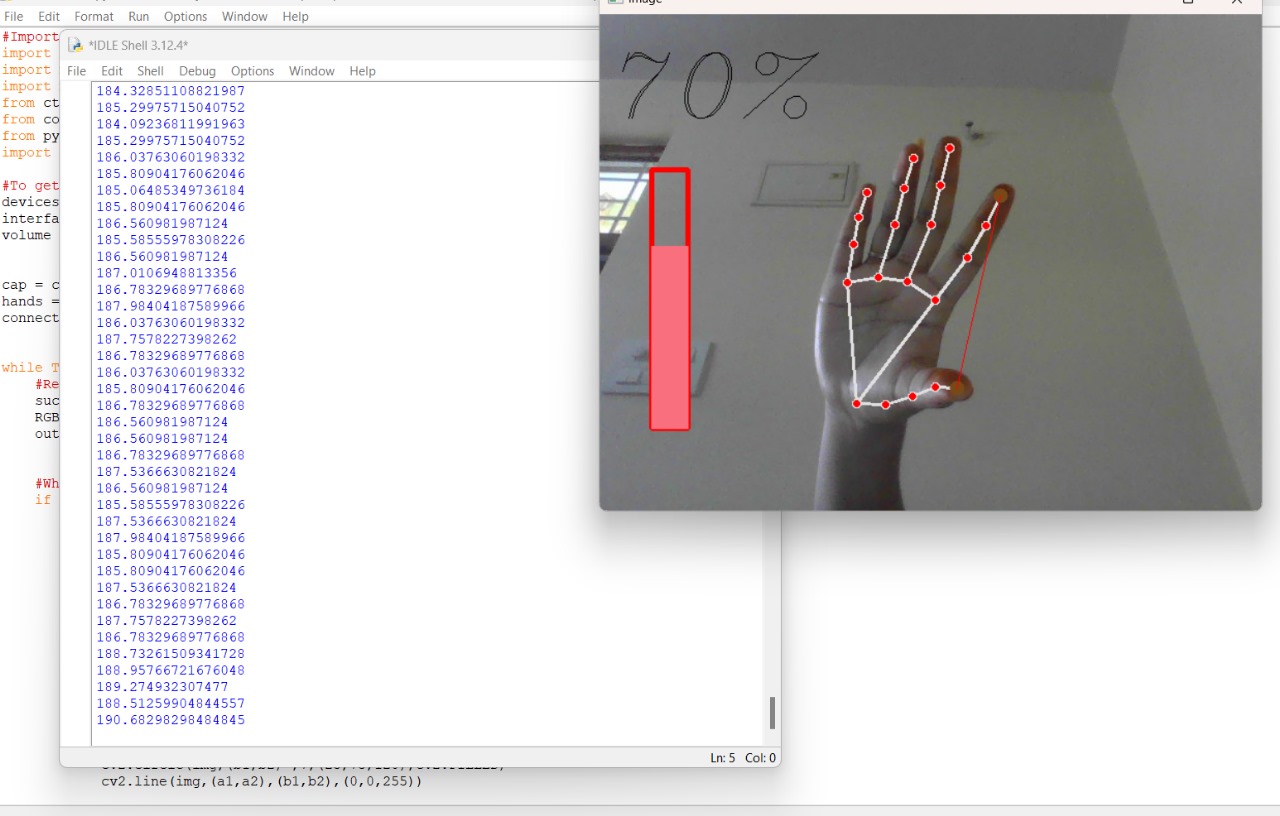 File Edit Format Run Options Window Help
#Import
import
import
import
from ct
from co
from py
import
#To get
devices
interfa
volume
cap = c
hands =
connect
while T
#Re
suc
RGB
out
#Wh
if
*IDLE Shell 3.12.4*
File Edit Shell Debug Options Window Help
184.32851108821987
185.29975715040752
184.09236811991963
185.29975715040752
186.03763060198332
185.80904176062046
185.06485349736184
185.80904176062046
186.560981987124
185.58555978308226
186.560981987124
187.0106948813356
186.78329689776868
187.98404187589966
186.03763060198332
187.7578227398262
186.78329689776868
186.03763060198332
185.80904176062046
186.78329689776868
186.560981987124
186.560981987124
186.78329689776868
187.5366630821824
186.560981987124
185.58555978308226
187.5366630821824
187.98404187589966
185.80904176062046
185.80904176062046
187.5366630821824
186.78329689776868
187.7578227398262
186.78329689776868
188.73261509341728
188.95766721676048
189.274932307477
188.51259904844557
190.68298298484845
Ln: 5 Col: 0
cv2.line(img,(a1,a2),(b1,b2),(0,0,255))
Image
70%